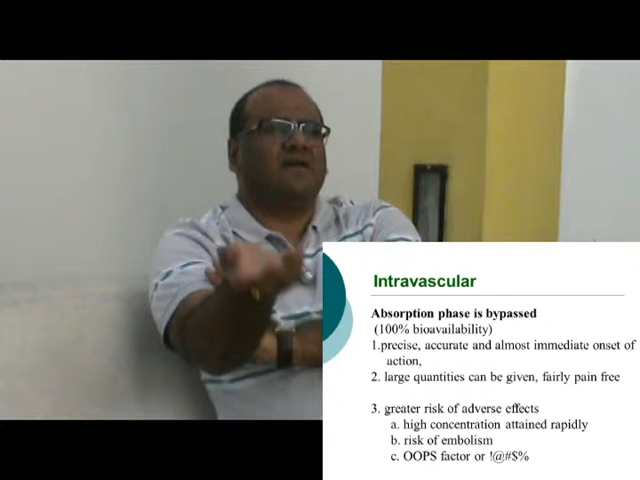 Intravascular
Absorption phase is bypassed
(100% bioavailability)
1.precise, accurate and almost immediate onset of
action,
2. large quantities can be given, fairly pain free
3. greater risk of adverse effects
a. high concentration attained rapidly
b. risk of embolism
c. OOPS factor or !@#$%